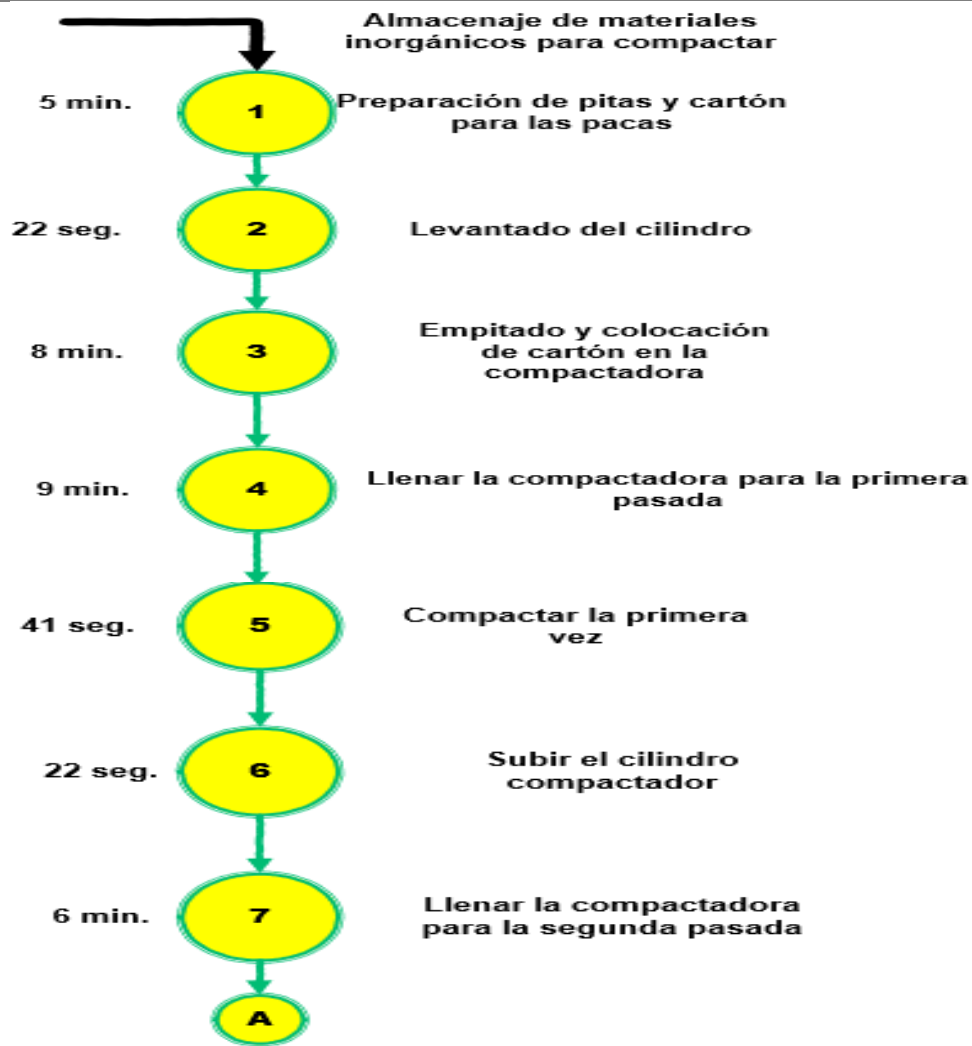 Almacenaje de materiales
inorgánicos para compactar
5 min.
1
Preparación de pitas y cartón
para las pacas
22 seg.
2
Levantado del cilindro
8 min.
3
Empitado y colocación
de cartón en la
compactadora
9 min.
4
Llenar la compactadora para la primera
pasada
41 seg.
5
Compactar la primera
vez
22 seg.
6
Subir el cilindro
compactador
6 min.
7
Llenar la compactadora
para la segunda pasada
A